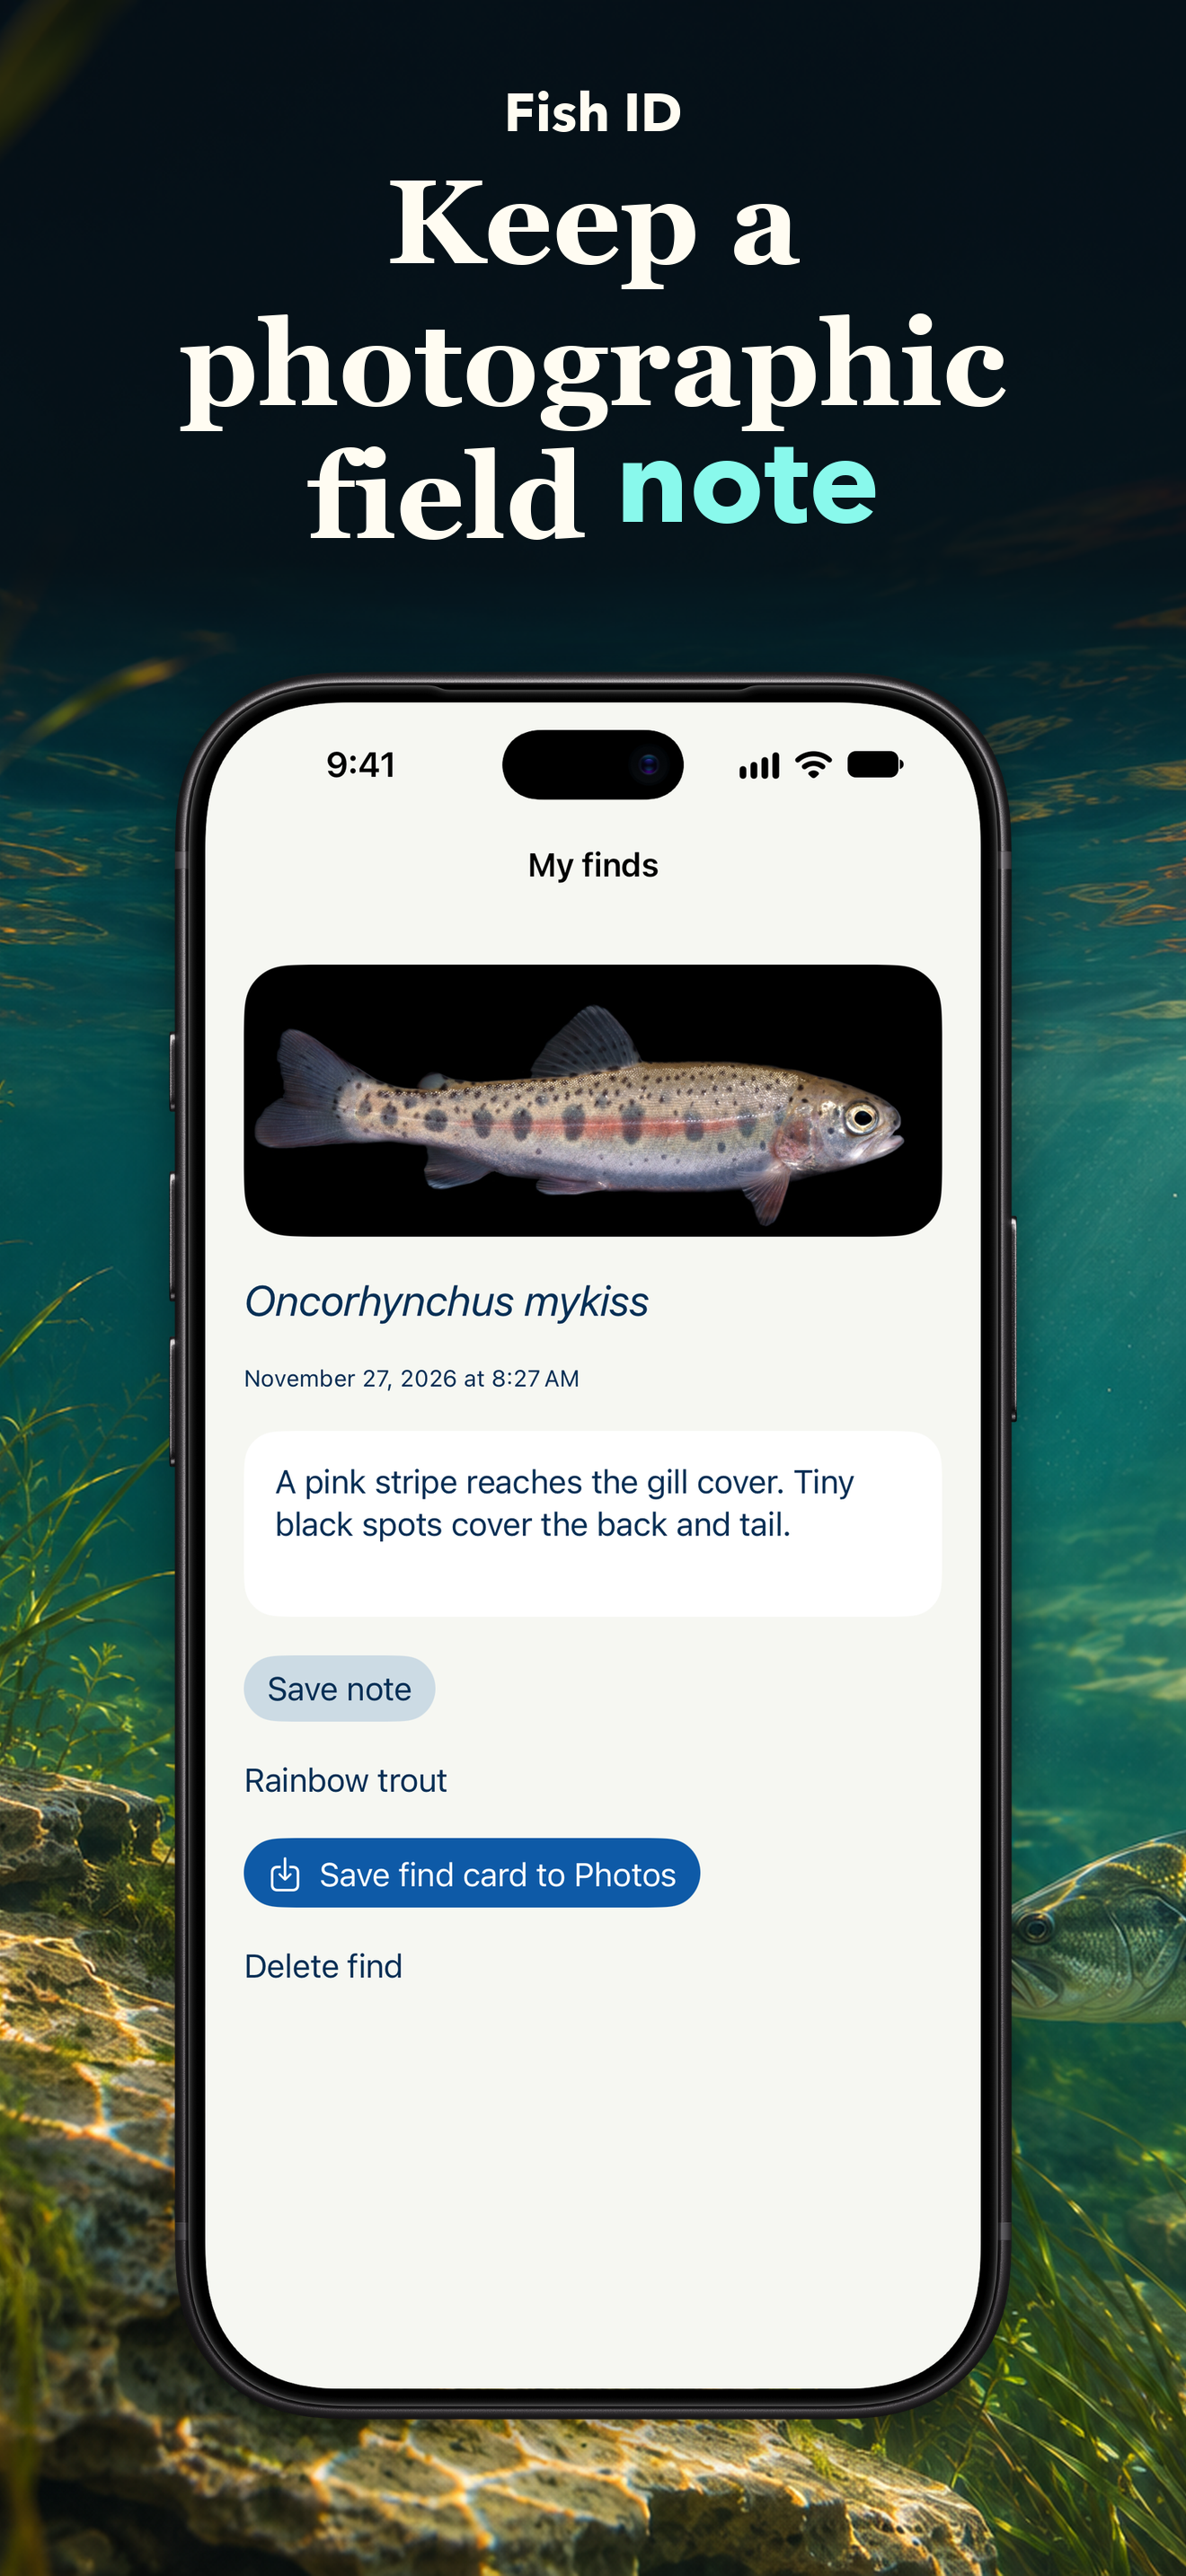 Fish ID
Keep a
photographic
field note
9:41
My finds
Oncorhynchus mykiss
November 27, 2026 at 8:27 AM
A pink stripe reaches the gill cover. Tiny
black spots cover the back and tail.
Save note
Rainbow trout
Save find card to Photos
Delete find